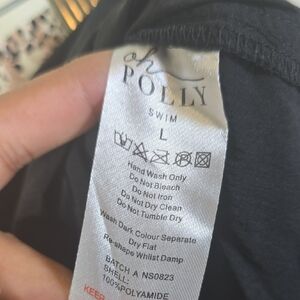 oh
POLLY
SWIM
L
Hand Wash Only
Do Not Bleach
Do not Iron
Do Not Dry Clean
Do Not Tumble Dry
Wash Dark Colour Separate
Dry Flat
Re-shape Whilst Damp
BATCH A NS0823
SHELL:
100%POLYAMIDE
KEEP